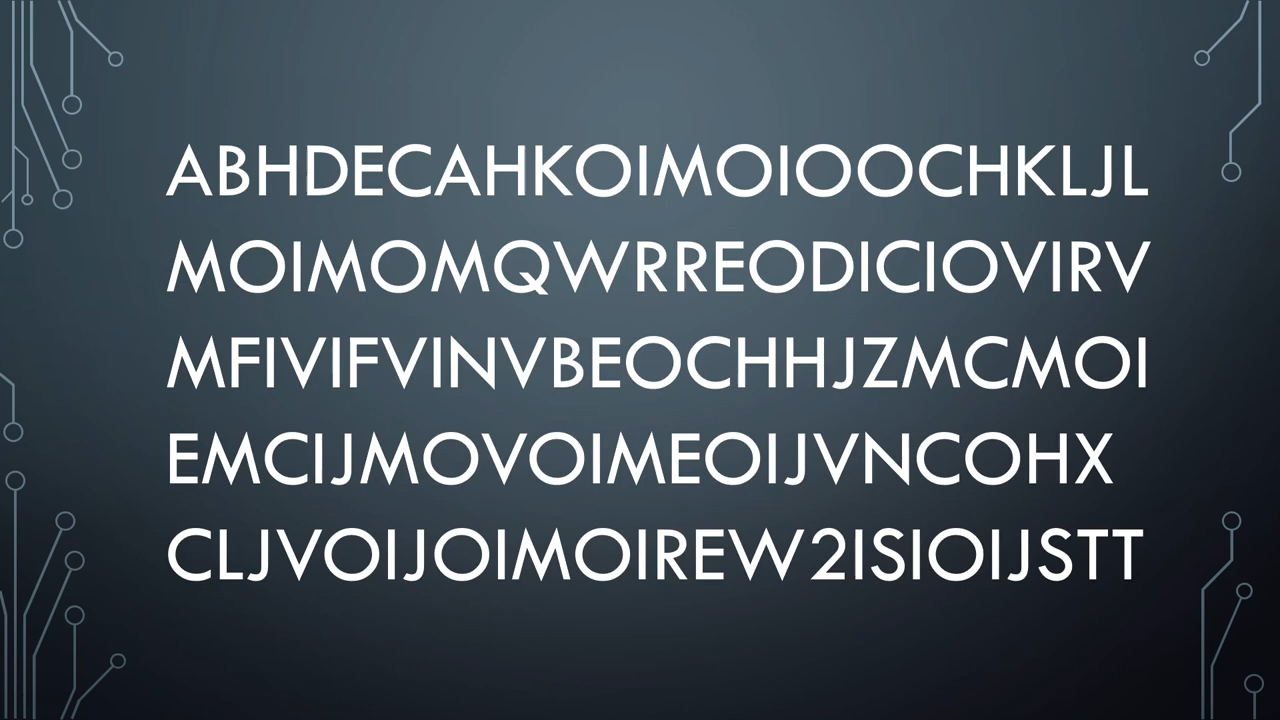 ABHDECAHKOIMOIOOCHKLJL
MOIMOMQWRREODICIOVIRV
MFIVIFVINVBEOCHHJZMCMOI
EMCIJMOVOIMEOIJVNCOHX
CLJVOIJOIMOIREW2ISIOIJSTT